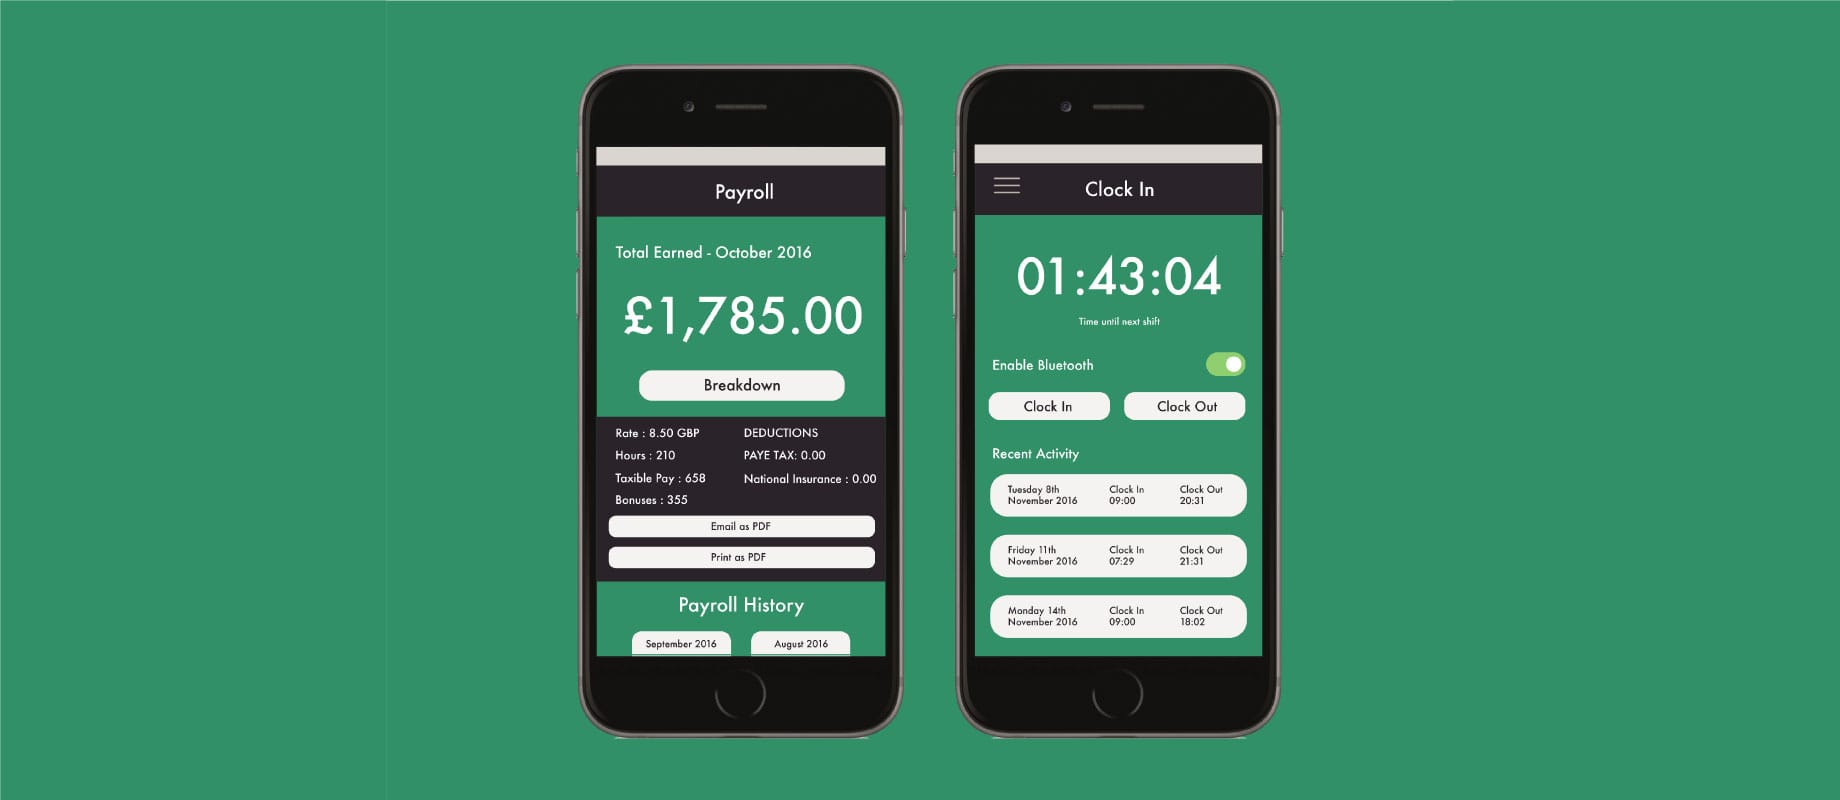 Payroll
Total Earned - October 2016
£1,785.00
Breakdown
Rate : 8.50 GBP
Hours : 210
Taxible Pay : 658
Bonuses : 355
DEDUCTIONS
PAYE TAX: 0.00
National Insurance : 0.00
Email as PDF
Print as PDF
Payroll History
September 2016
August 2016
Clock In
01:43:04
Time until next shift
Enable Bluetooth
Clock In
Clock Out
Recent Activity
Tuesday 8th
November 2016
Clock In
09:00
Clock Out
20:31
Friday 11th
November 2016
Clock In
07:29
Clock Out
21:31
Monday 14th
November 2016
Clock In
09:00
Clock Out
18:02